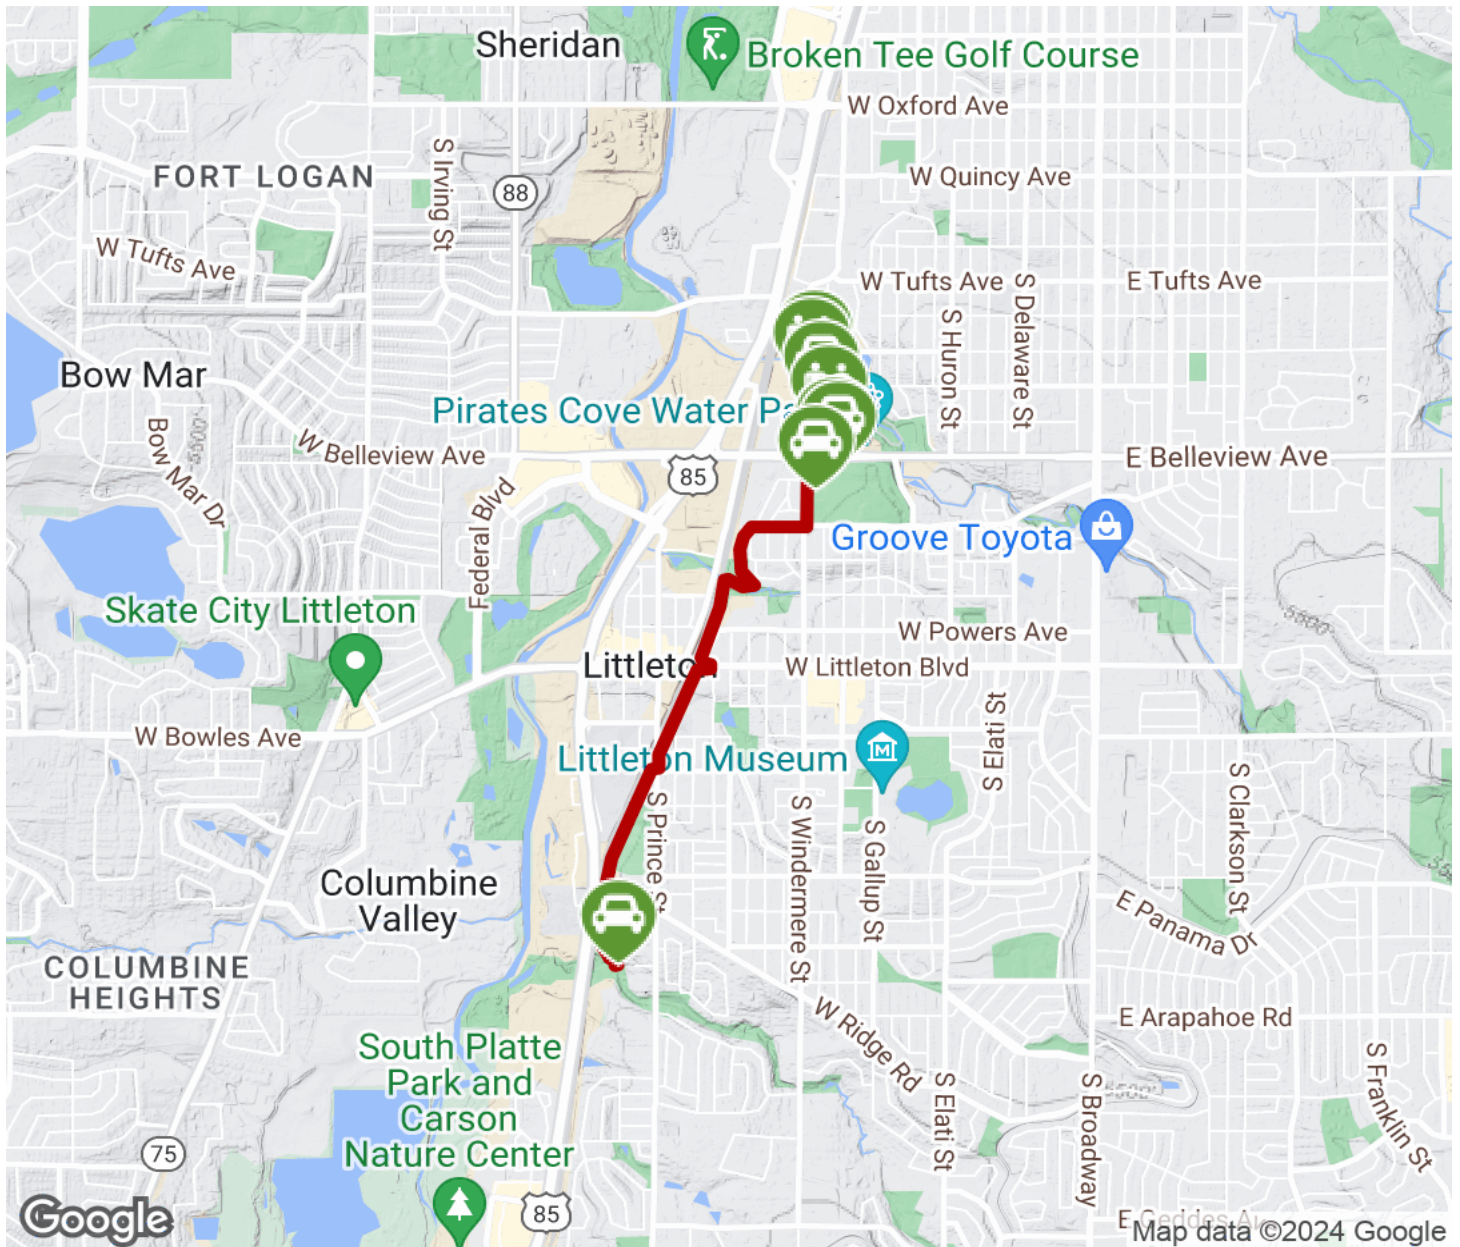 Sheridan
Broken Tee Golf Course
W Oxford Ave
FORT LOGAN
S Irving St
88
W Quincy Ave
W Tufts Ave
W Tufts Ave
S Delaware St
E Tufts Ave
S Huron St
Bow Mar
Pirates Cove Water Pa
Bow Mar Dr
5500
W Belleview Ave
85
E Belleview Ave
Federal Blvd
Groove Toyota
Skate City Littleton
W Powers Ave
Littleton
W Littleton Blvd
W Bowles Ave
S Elati St
Littleton Museum
S Prince St
S Windermere St
S Gallup St
S Clarkson St
Columbine
Valley
E Panama Dr
COLUMBINE
HEIGHTS
W Ridge Rd
E Arapahoe Rd
South Platte
Park and
Carson
Nature Center
S Elati St
S Broadway
S Franklin St
75
85
Google
Map data ©2024 Google